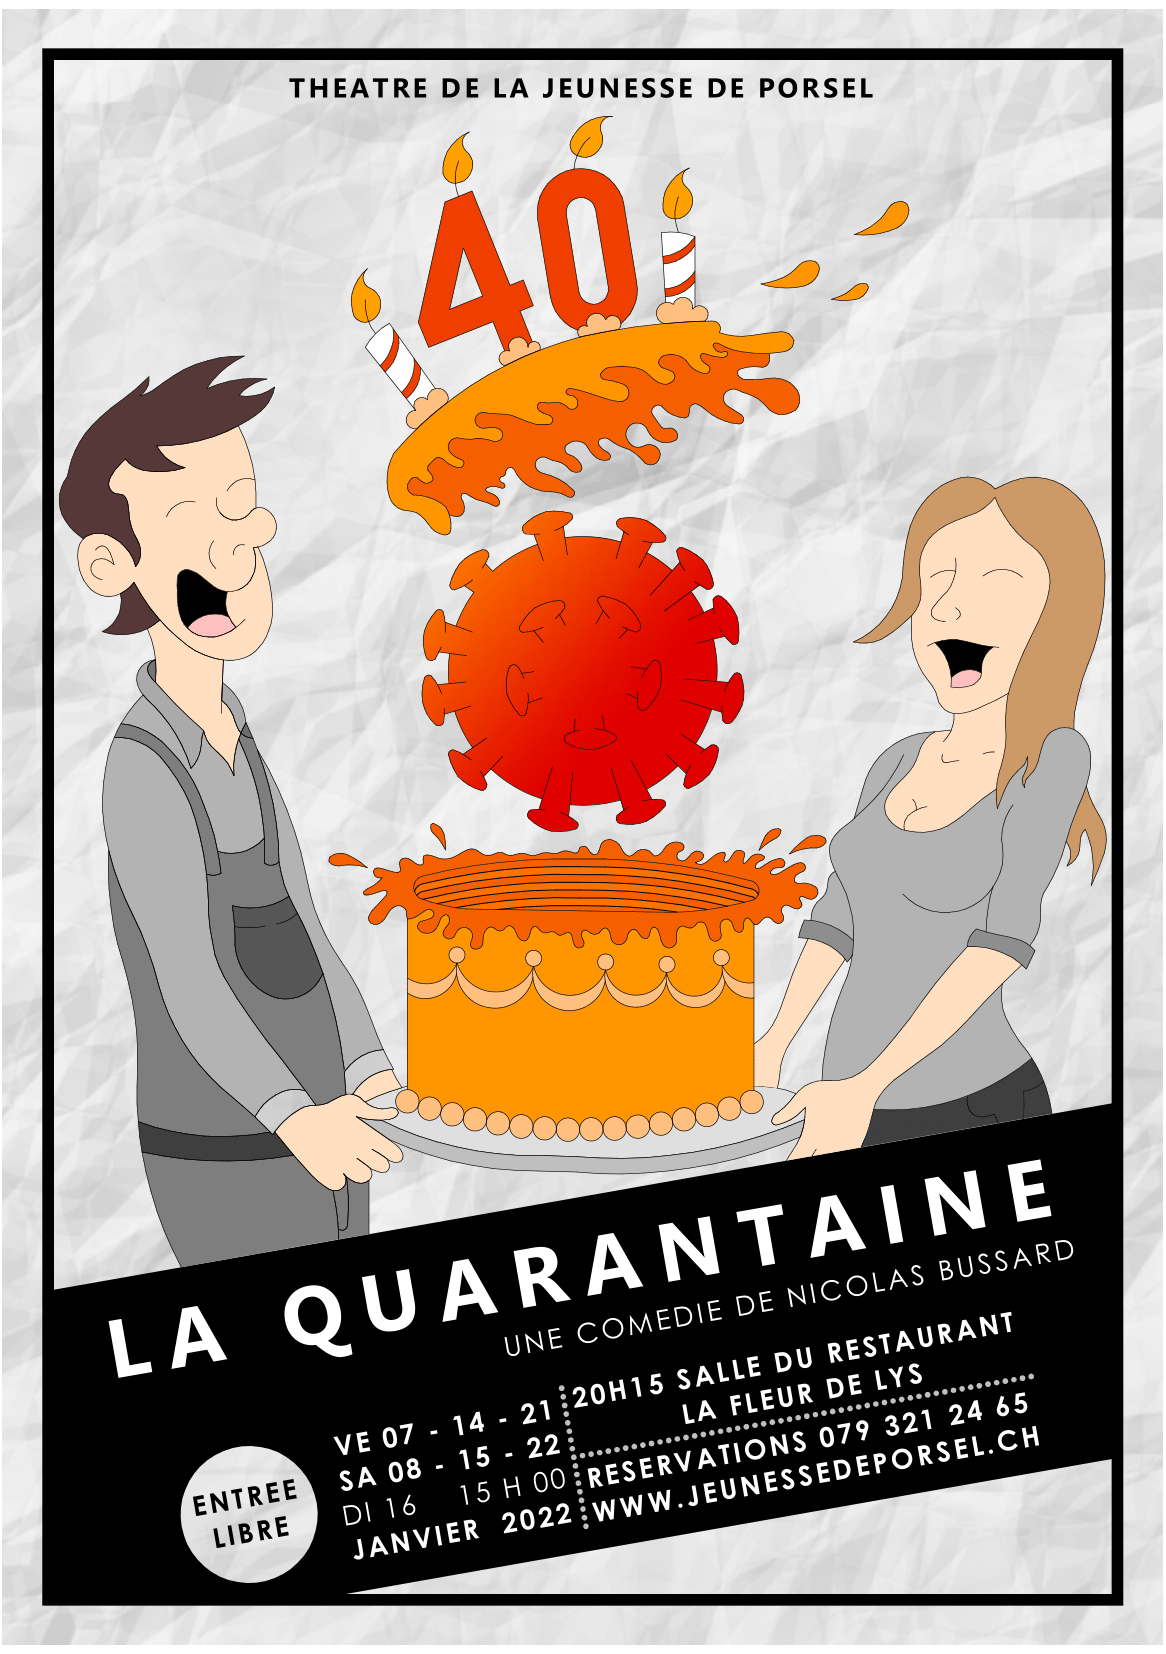 THEATRE DE LA JEUNESSE DE PORSEL
40
LA QUARANTAINE
UNE COMEDIE DE NICOLAS BUSSARD
VE 07 - 14 - 21
SA 08 - 15 - 22
DI 16 15 H 00
JANVIER 2022
20H15 SALLE DU RESTAURANT
LA FLEUR DE LYS
RESERVATIONS 079 321 24 65
WWW.JEUNESSEDEPORSEL.CH
ENTREE
LIBRE